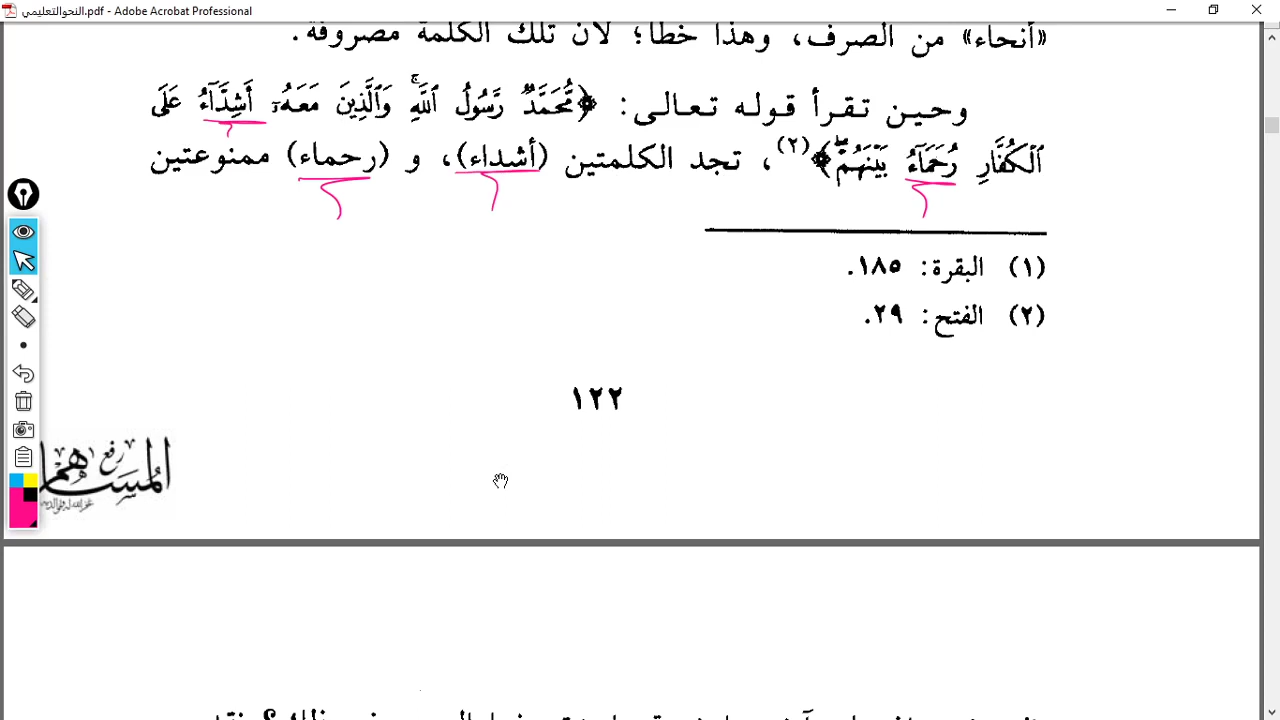 النحوالتعليمي.pdf - Adobe Acrobat Professional
«أنحاء» من الصرف، وهذا خطأ؛ لأن تلك الكلمة مصروفة.
وحين تقرأ قوله تعالى: ﴿مُّحَمَّدٌ رَّسُولُ ٱللَّهِ ۚ وَٱلَّذِينَ مَعَهُۥٓ أَشِدَّآءُ عَلَى
ٱلْكُفَّارِ رُحَمَآءُ بَيْنَهُمْ ۖ﴾(٢)، تجد الكلمتين (أشداء)، و (رحماء) ممنوعتين
(١) البقرة: ١٨٥.
(٢) الفتح: ٢٩.
١٢٢
رفع
المساهم